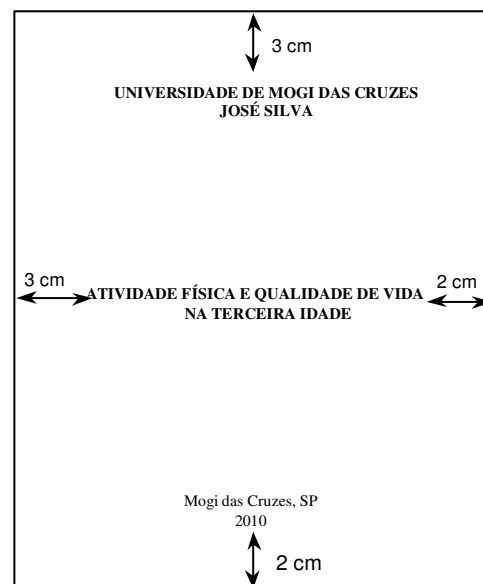 3 cm
UNIVERSIDADE DE MOGI DAS CRUZES
JOSÉ SILVA
3 cm
ATIVIDADE FÍSICA E QUALIDADE DE VIDA
2 cm
NA TERCEIRA IDADE
Mogi das Cruzes, SP
2010
2 cm